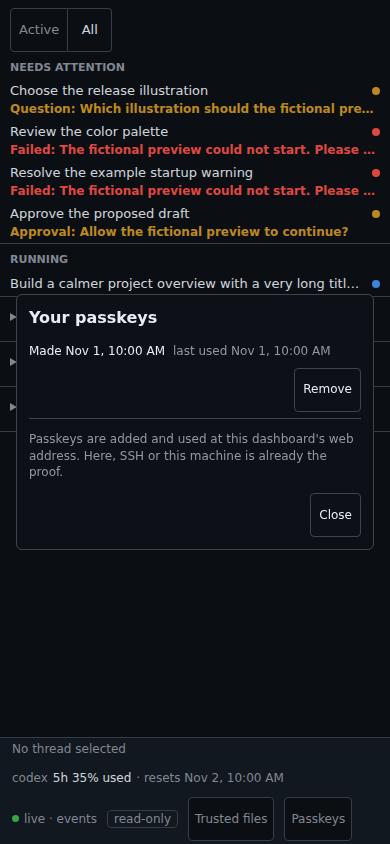 Active All
NEEDS ATTENTION
Choose the release illustration
Question: Which illustration should the fictional pre...
Review the color palette
Failed: The fictional preview could not start. Please ...
Resolve the example startup warning
Failed: The fictional preview could not start. Please ...
Approve the proposed draft
Approval: Allow the fictional preview to continue?
RUNNING
Build a calmer project overview with a very long titl...
Your passkeys
Made Nov 1, 10:00 AM last used Nov 1, 10:00 AM
Remove
Passkeys are added and used at this dashboard's web
address. Here, SSH or this machine is already the
proof.
Close
No thread selected
codex 5h 35% used · resets Nov 2, 10:00 AM
live · events read-only Trusted files Passkeys